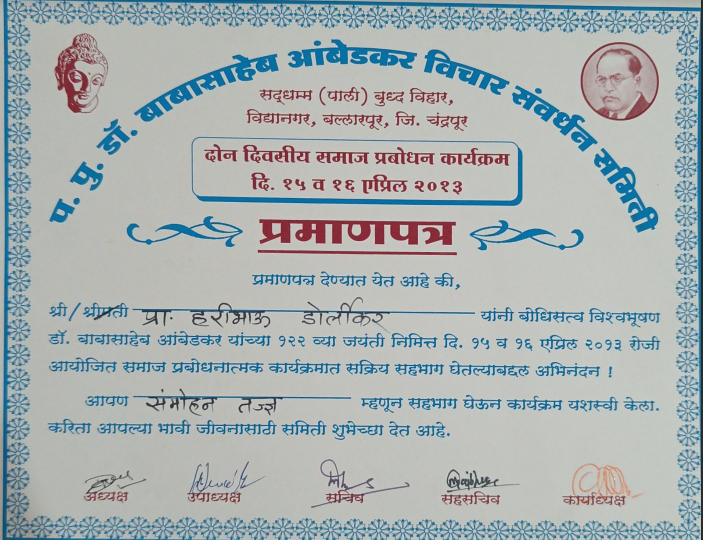 प. पु. डॉ. बाबासाहेब आंबेडकर विचार संवर्धन समिती
सद्धम्म (पाली) बुध्द विहार,
विद्यानगर, बल्लारपूर, जि. चंद्रपूर
दोन दिवसीय समाज प्रबोधन कार्यक्रम
दि. १५ व १६ एप्रिल २०१३
प्रमाणपत्र
प्रमाणपत्र देण्यात येत आहे की,
श्री / श्रीमती प्रा. हरीभाऊ डोर्लीकर यांनी बोधिसत्व विश्वभूषण
डॉ. बाबासाहेब आंबेडकर यांच्या १२२ व्या जयंती निमित्त दि. १५ व १६ एप्रिल २०१३ रोजी
आयोजित समाज प्रबोधनात्मक कार्यक्रमात सक्रिय सहभाग घेतल्याबद्दल अभिनंदन !
आपण संमोहन तज्ज्ञ म्हणून सहभाग घेऊन कार्यक्रम यशस्वी केला.
करिता आपल्या भावी जीवनासाठी समिती शुभेच्छा देत आहे.
अध्यक्ष उपाध्यक्ष सचिव सहसचिव कार्याध्यक्ष